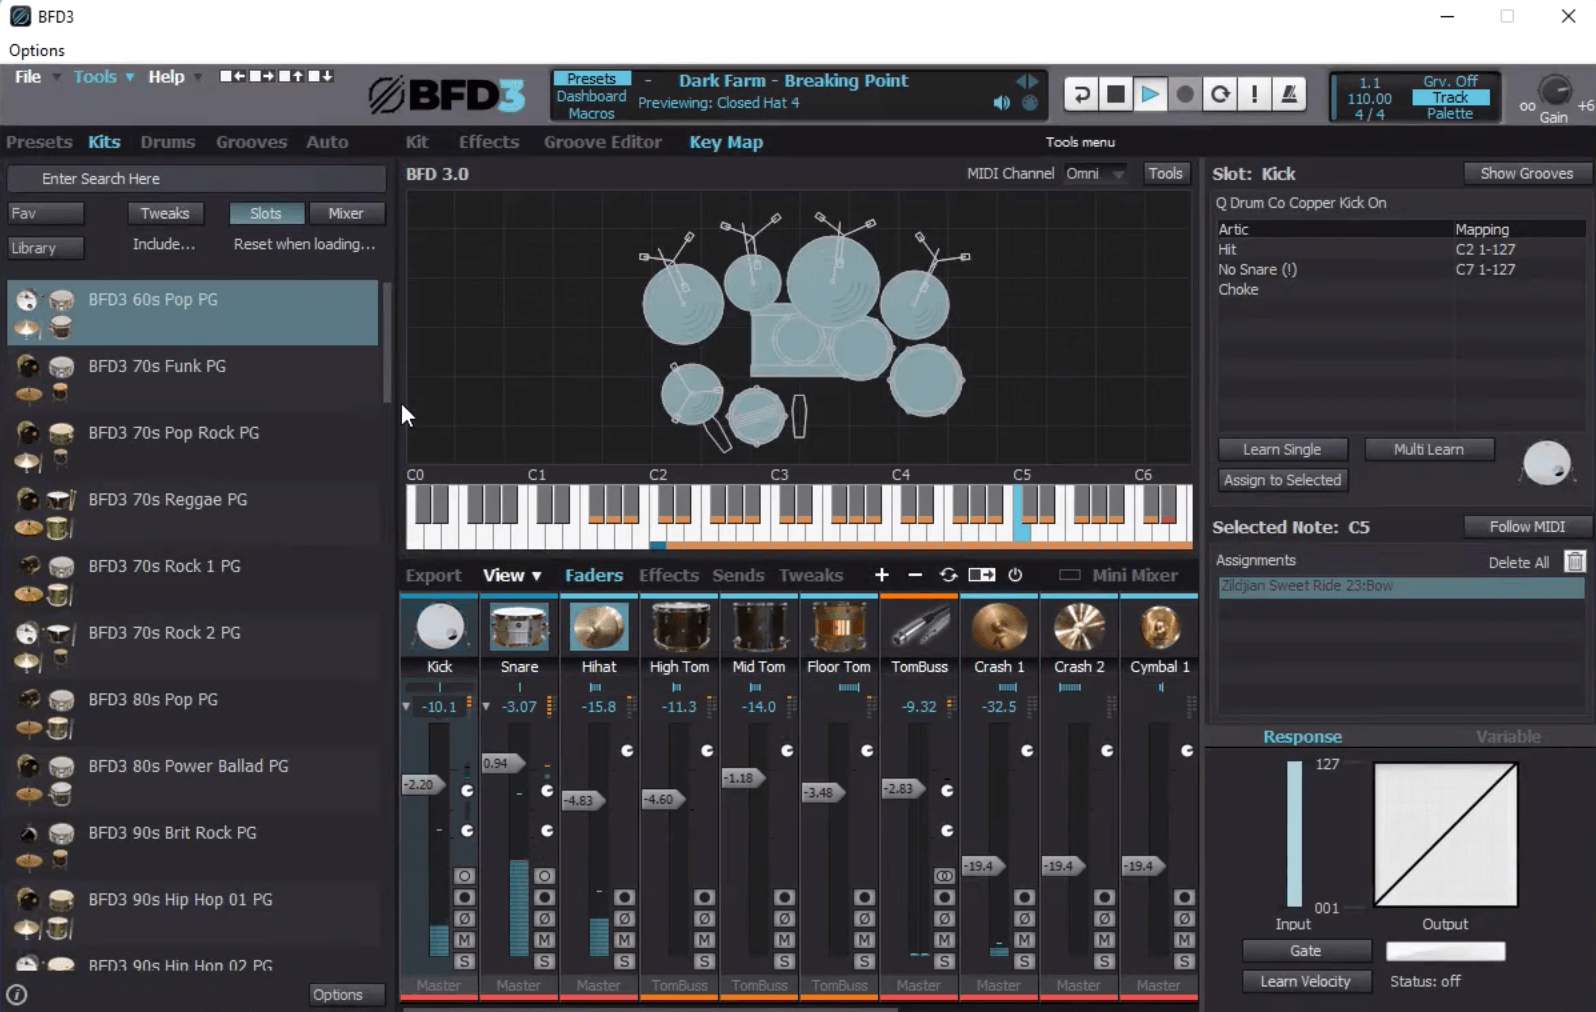 BFD3
Options
File Tools Help
BFD3
Presets - Dark Farm - Breaking Point
Dashboard Previewing: Closed Hat 4
Macros
1.1 Grv. Off
110.00 Track
4 / 4 Palette
oo Gain +6
Presets Kits Drums Grooves Auto
Kit Effects Groove Editor Key Map Tools menu
Enter Search Here
Fav Tweaks Slots Mixer
Library Include... Reset when loading...
BFD3 60s Pop PG
BFD3 70s Funk PG
BFD3 70s Pop Rock PG
BFD3 70s Reggae PG
BFD3 70s Rock 1 PG
BFD3 70s Rock 2 PG
BFD3 80s Pop PG
BFD3 80s Power Ballad PG
BFD3 90s Brit Rock PG
BFD3 90s Hip Hop 01 PG
BFD3 90s Hip Hop 02 PG
Options
BFD 3.0 MIDI Channel Omni Tools
C0 C1 C2 C3 C4 C5 C6
Export View Faders Effects Sends Tweaks + - Mini Mixer
Kick Snare Hihat High Tom Mid Tom Floor Tom TomBuss Crash 1 Crash 2 Cymbal 1
-10.1 -3.07 -15.8 -11.3 -14.0 -9.32 -32.5
-2.20 0.94 -4.83 -4.60 -1.18 -3.48 -2.83 -19.4 -19.4 -19.4
M M M M M M M M M M
S S S S S S S S S S
Master Master Master TomBuss TomBuss TomBuss Master Master Master Master
Slot: Kick Show Grooves
Q Drum Co Copper Kick On
Artic Mapping
Hit C2 1-127
No Snare (!) C7 1-127
Choke
Learn Single Multi Learn
Assign to Selected
Selected Note: C5 Follow MIDI
Assignments Delete All
Zildjian Sweet Ride 23:Bow
Response Variable
127
001
Input Output
Gate
Learn Velocity Status: off